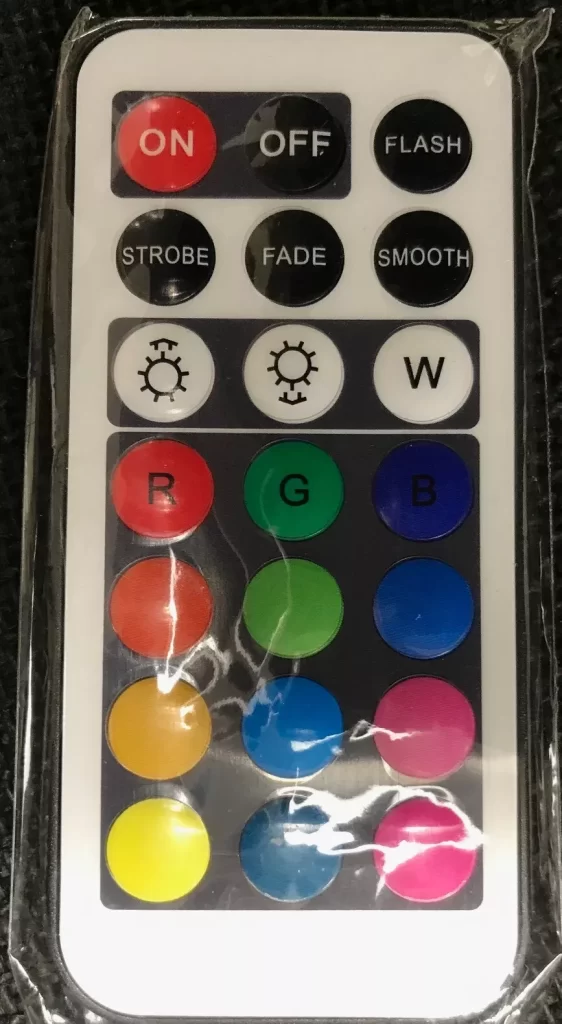 ON OFF FLASH
STROBE FADE SMOOTH
W
R G B